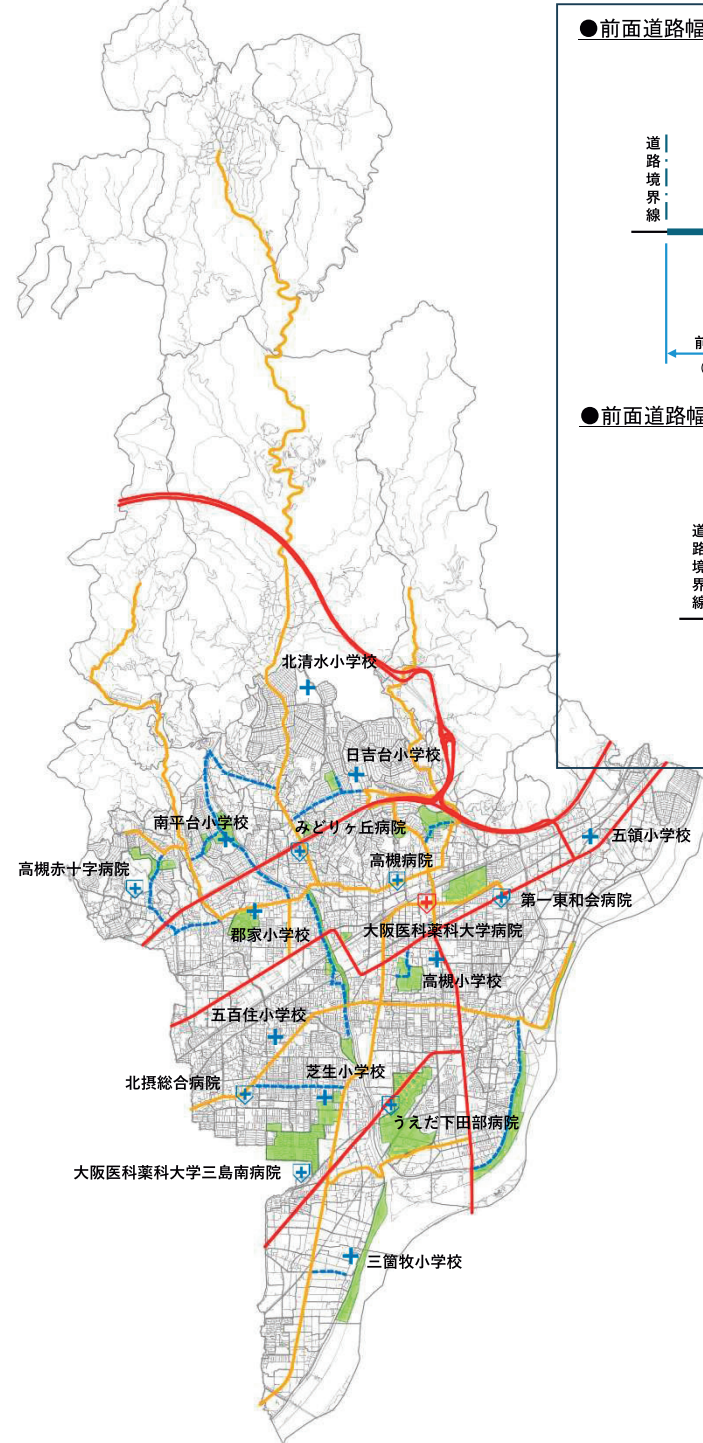 ●前面道路幅
道路境界線
前
(
●前面道路幅
道路境界線
北清水小学校
日吉台小学校
南平台小学校
みどりヶ丘病院
五領小学校
高槻赤十字病院
高槻病院
第一東和会病院
郡家小学校
大阪医科薬科大学病院
高槻小学校
五百住小学校
芝生小学校
北摂総合病院
うえだ下田部病院
大阪医科薬科大学三島南病院
三箇牧小学校